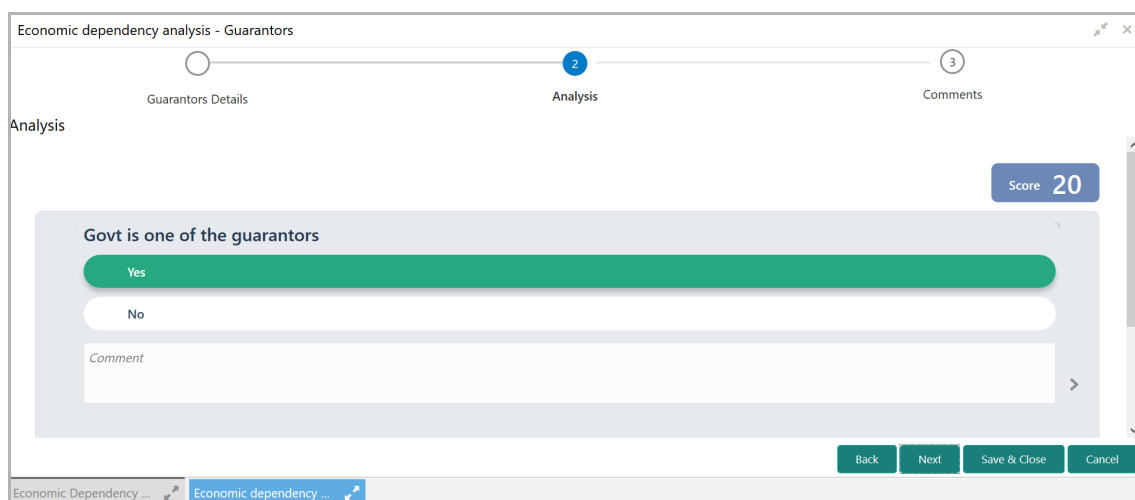 Economic dependency analysis - Guarantors
2
3
Guarantors Details
Analysis
Comments
Analysis
Score 20
Govt is one of the guarantors
Yes
No
Comment
Back
Next
Save & Close
Cancel
Economic Dependency ...
Economic dependency ...